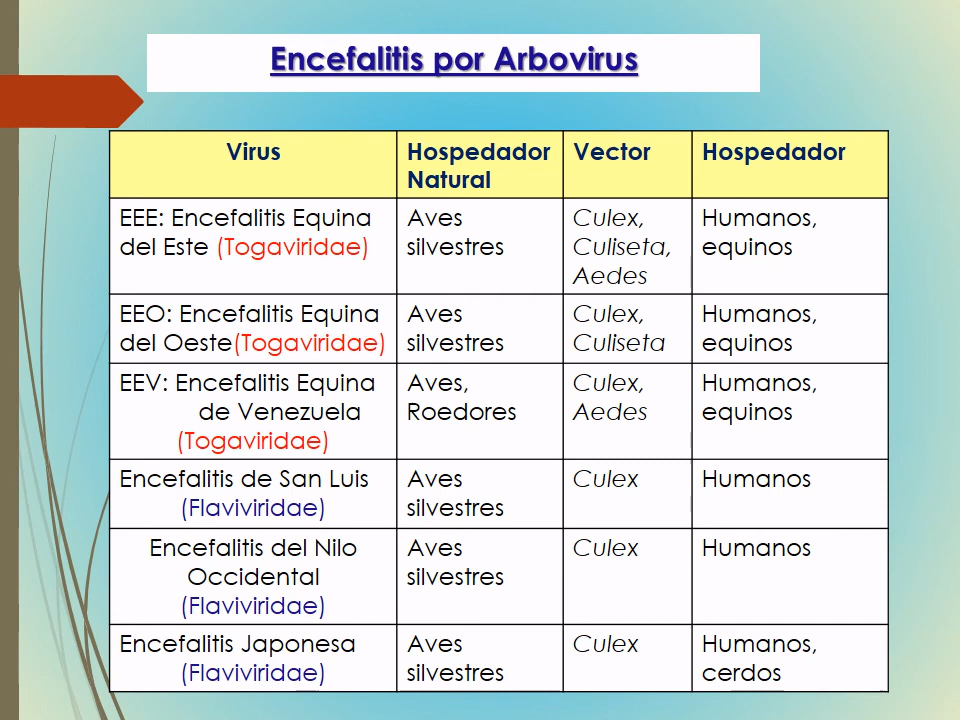 Encefalitis por Arbovirus
Virus
Hospedador
Natural
Vector
Hospedador
EEE: Encefalitis Equina
del Este (Togaviridae)
Aves
silvestres
Culex,
Culiseta,
Aedes
Humanos,
equinos
EEO: Encefalitis Equina
del Oeste(Togaviridae)
Aves
silvestres
Culex,
Culiseta
Humanos,
equinos
EEV: Encefalitis Equina
de Venezuela
(Togaviridae)
Aves,
Roedores
Culex,
Aedes
Humanos,
equinos
Encefalitis de San Luis
(Flaviviridae)
Aves
silvestres
Culex
Humanos
Encefalitis del Nilo
Occidental
(Flaviviridae)
Aves
silvestres
Culex
Humanos
Encefalitis Japonesa
(Flaviviridae)
Aves
silvestres
Culex
Humanos,
cerdos